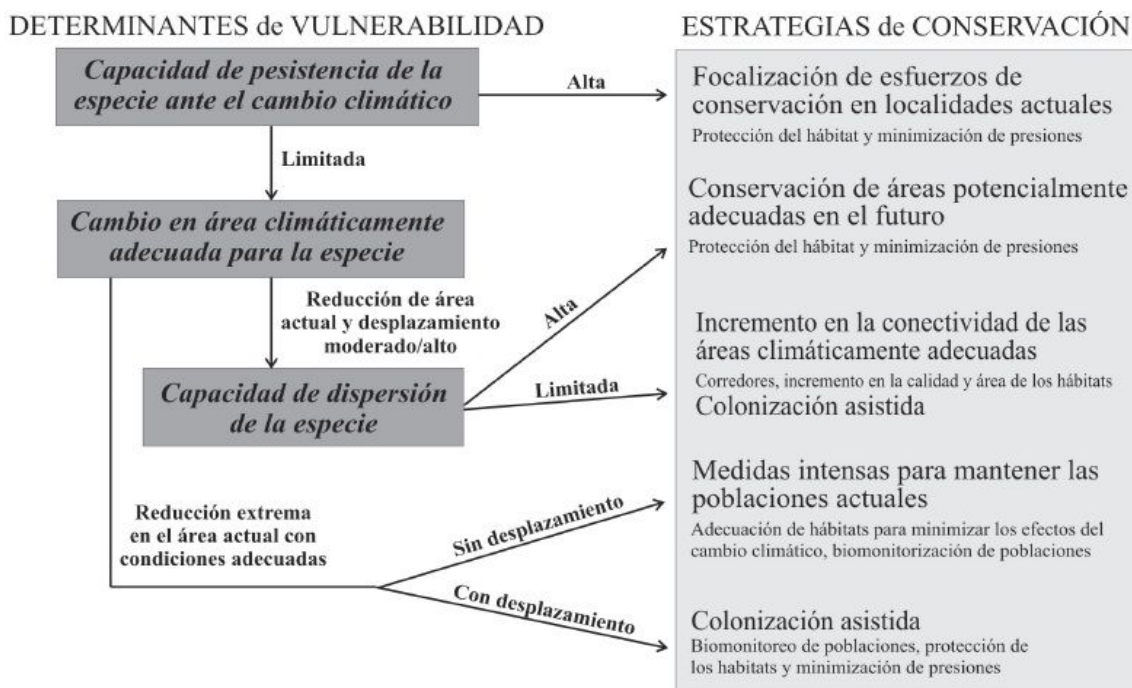 DETERMINANTES de VULNERABILIDAD
Capacidad de pesistencia de la
especie ante el cambio climático
Alta
Limitada
Cambio en área climáticamente
adecuada para la especie
Reducción de área
actual y desplazamiento
moderado/alto
Alta
Capacidad de dispersión
de la especie
Limitada
Reducción extrema
en el área actual con
condiciones adecuadas
Sin desplazamiento
Con desplazamiento
ESTRATEGIAS de CONSERVACIÓN
Focalización de esfuerzos de
conservación en localidades actuales
Protección del hábitat y minimización de presiones
Conservación de áreas potencialmente
adecuadas en el futuro
Protección del hábitat y minimización de presiones
Incremento en la conectividad de las
áreas climáticamente adecuadas
Corredores, incremento en la calidad y área de los hábitats
Colonización asistida
Medidas intensas para mantener las
poblaciones actuales
Adecuación de hábitats para minimizar los efectos del
cambio climático, biomonitorización de poblaciones
Colonización asistida
Biomonitoreo de poblaciones, protección de
los habitats y minimización de presiones